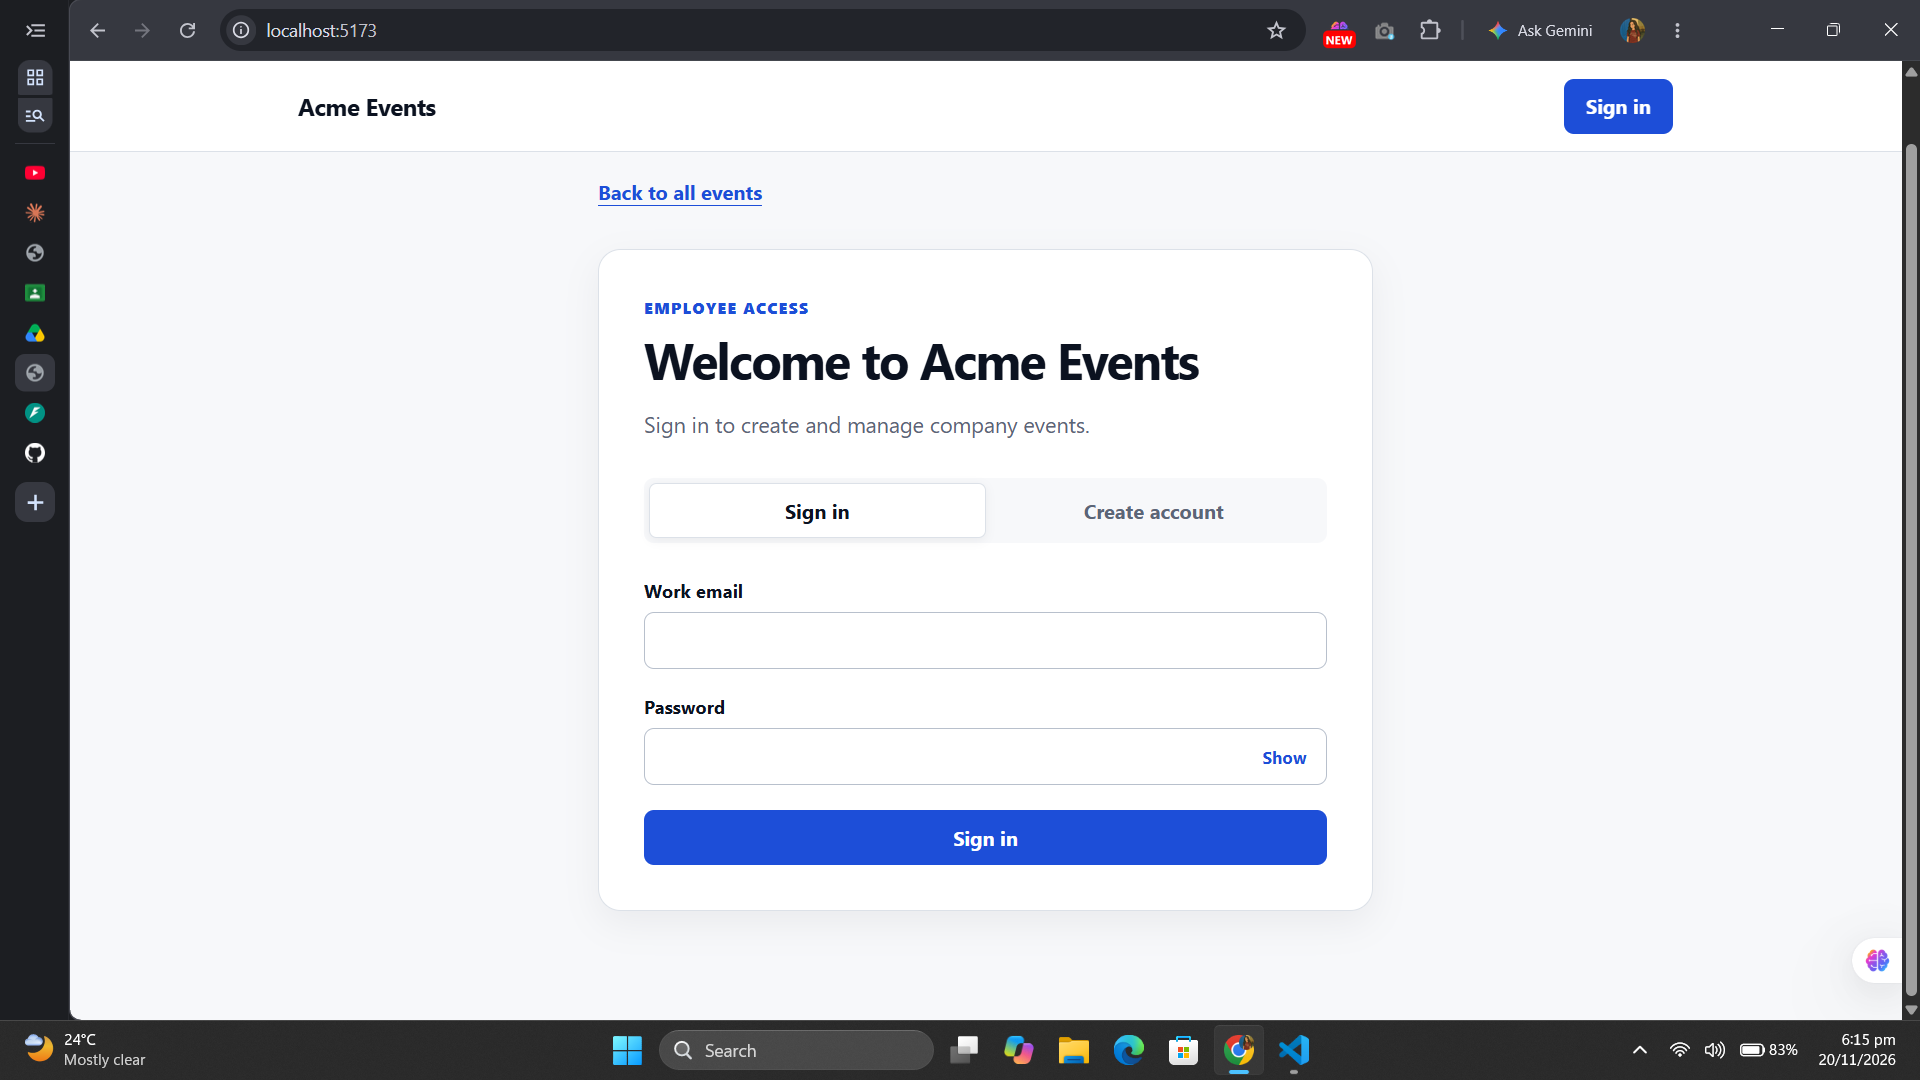 localhost:5173
NEW
Ask Gemini
Acme Events
Sign in
Back to all events
EMPLOYEE ACCESS
Welcome to Acme Events
Sign in to create and manage company events.
Sign in
Create account
Work email
Password
Show
Sign in
24°C
Mostly clear
Search
83%
6:15 pm
20/11/2026